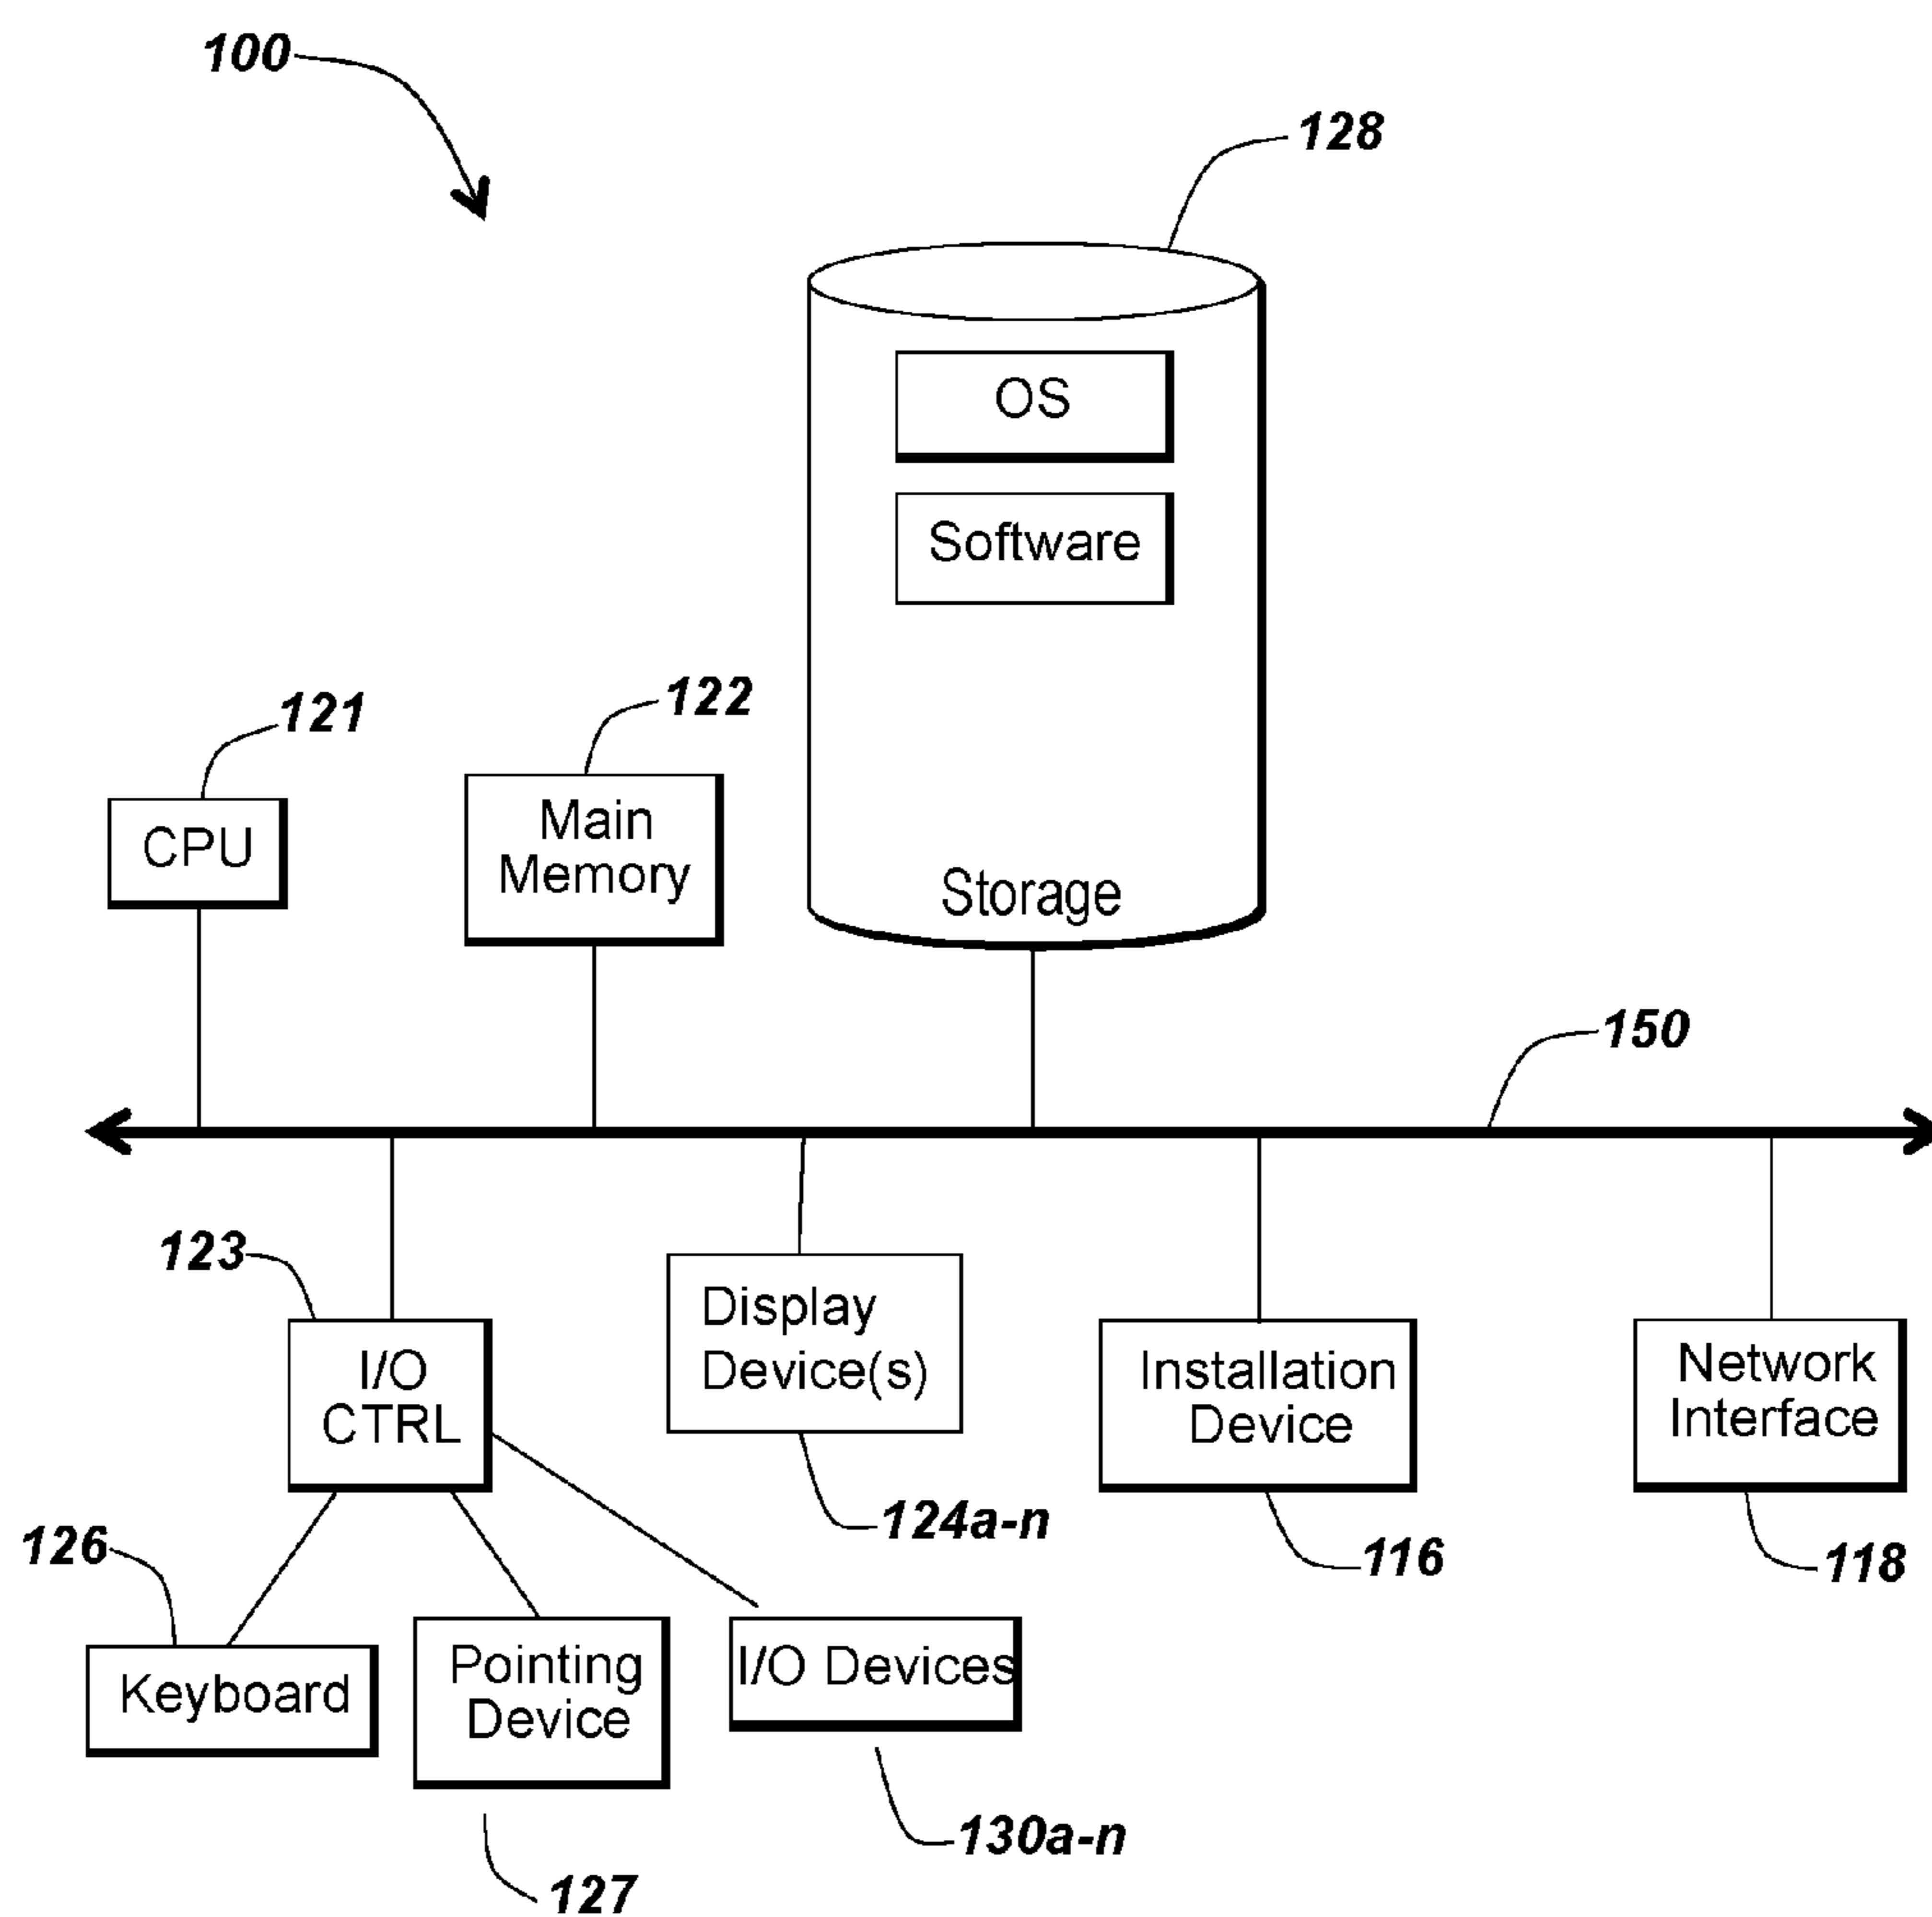 100
128
OS
Software
121
122
CPU
Main
Memory
Storage
150
123
Display
Device(s)
I/O
CTRL
Installation
Device
Network
Interface
124a-n
126
116
118
Keyboard
Pointing
Device
I/O Devices
130a-n
127